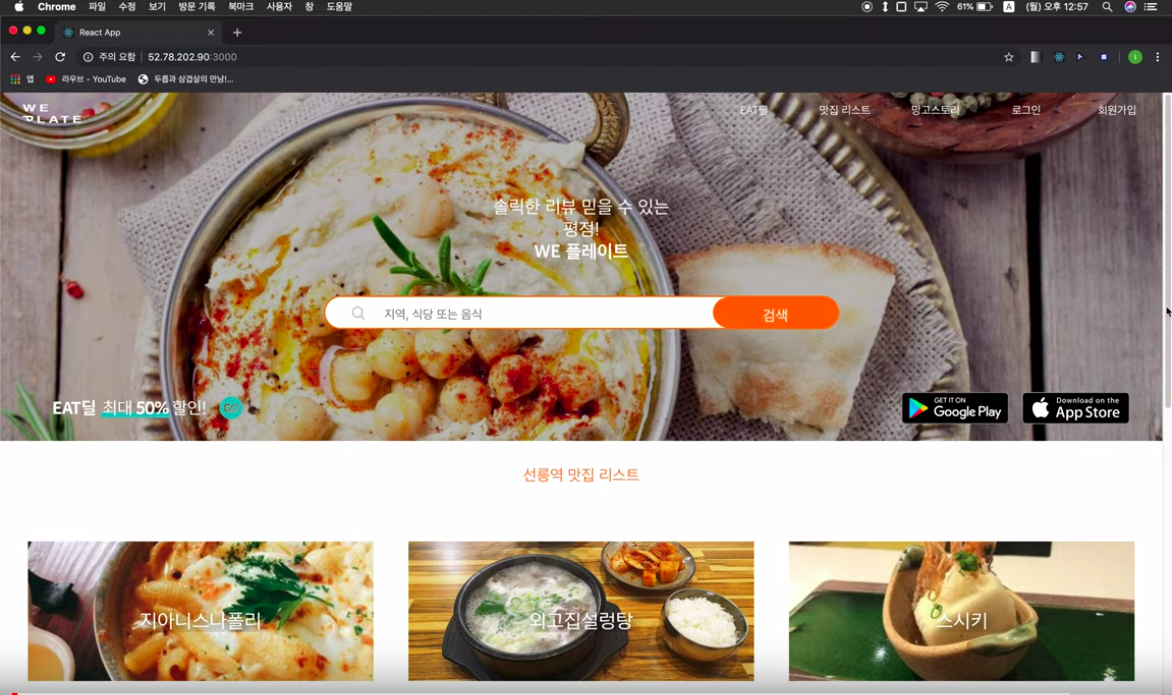 Chrome 파일 수정 보기 방문 기록 북마크 사용자 창 도움말 61% A (월) 오후 12:57
React App
주의 요함 52.78.202.90:3000
앱 라우브 - YouTube 두릅과 삼겹살의 만남!...
WE
PLATE
EAT딜 맛집 리스트 망고스토리 로그인 회원가입
솔릭한 리뷰 믿을 수 있는
평점!
WE 플레이트
지역, 식당 또는 음식 검색
EAT딜 최대 50% 할인! GO
GET IT ON
Google Play
Download on the
App Store
선릉역 맛집 리스트
지아니스나폴리 외고집설렁탕 스시키